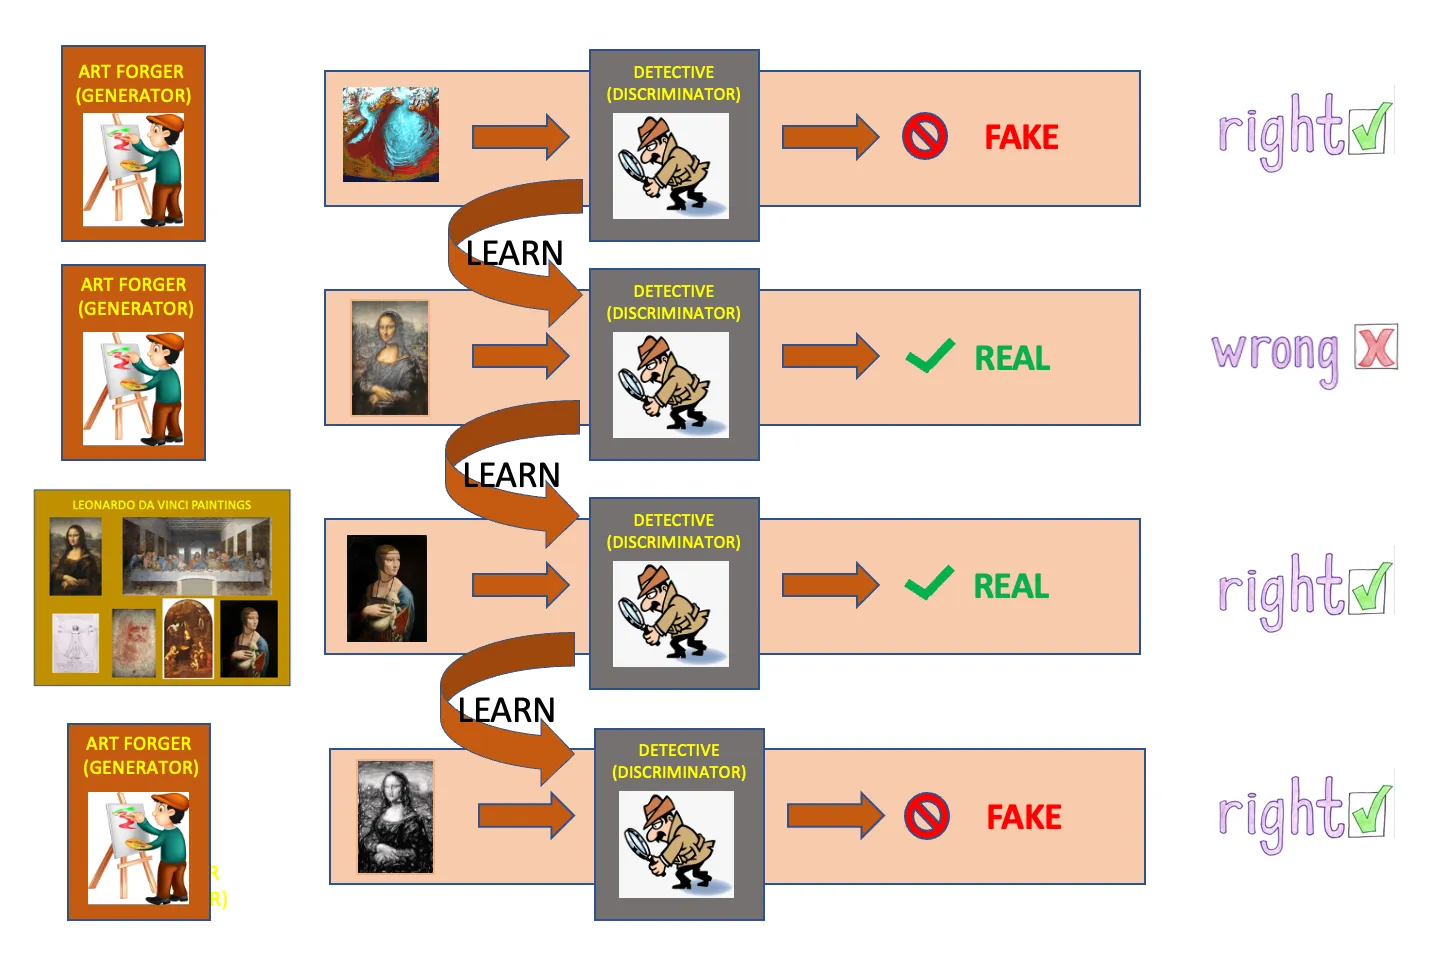 ART FORGER
(GENERATOR)
DETECTIVE
(DISCRIMINATOR)
FAKE
right
LEARN
ART FORGER
(GENERATOR)
DETECTIVE
(DISCRIMINATOR)
REAL
wrong
LEARN
LEONARDO DA VINCI PAINTINGS
DETECTIVE
(DISCRIMINATOR)
REAL
right
LEARN
ART FORGER
(GENERATOR)
DETECTIVE
(DISCRIMINATOR)
FAKE
right
R
R)